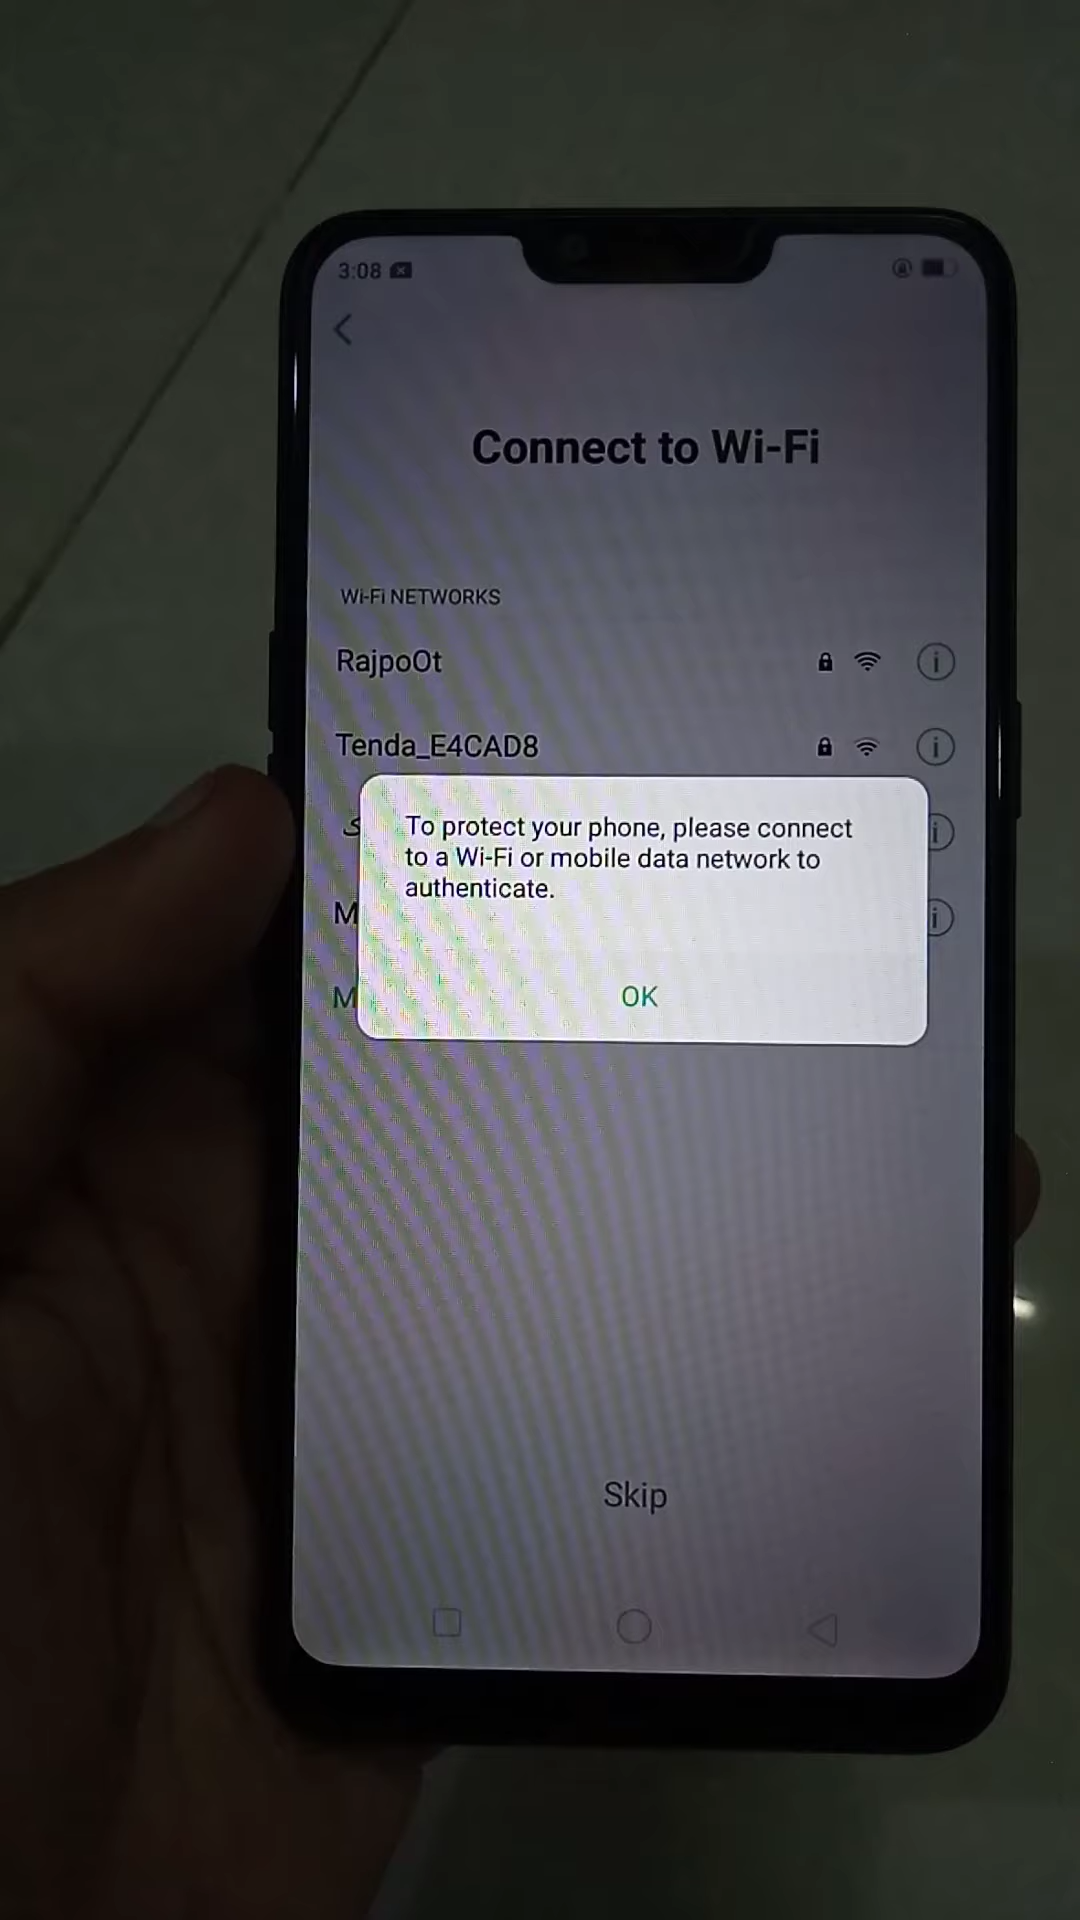 3:08
Connect to Wi-Fi
Wi-Fi NETWORKS
RajpoOt
Tenda_E4CAD8
To protect your phone, please connect
to a Wi-Fi or mobile data network to
authenticate.
OK
Skip